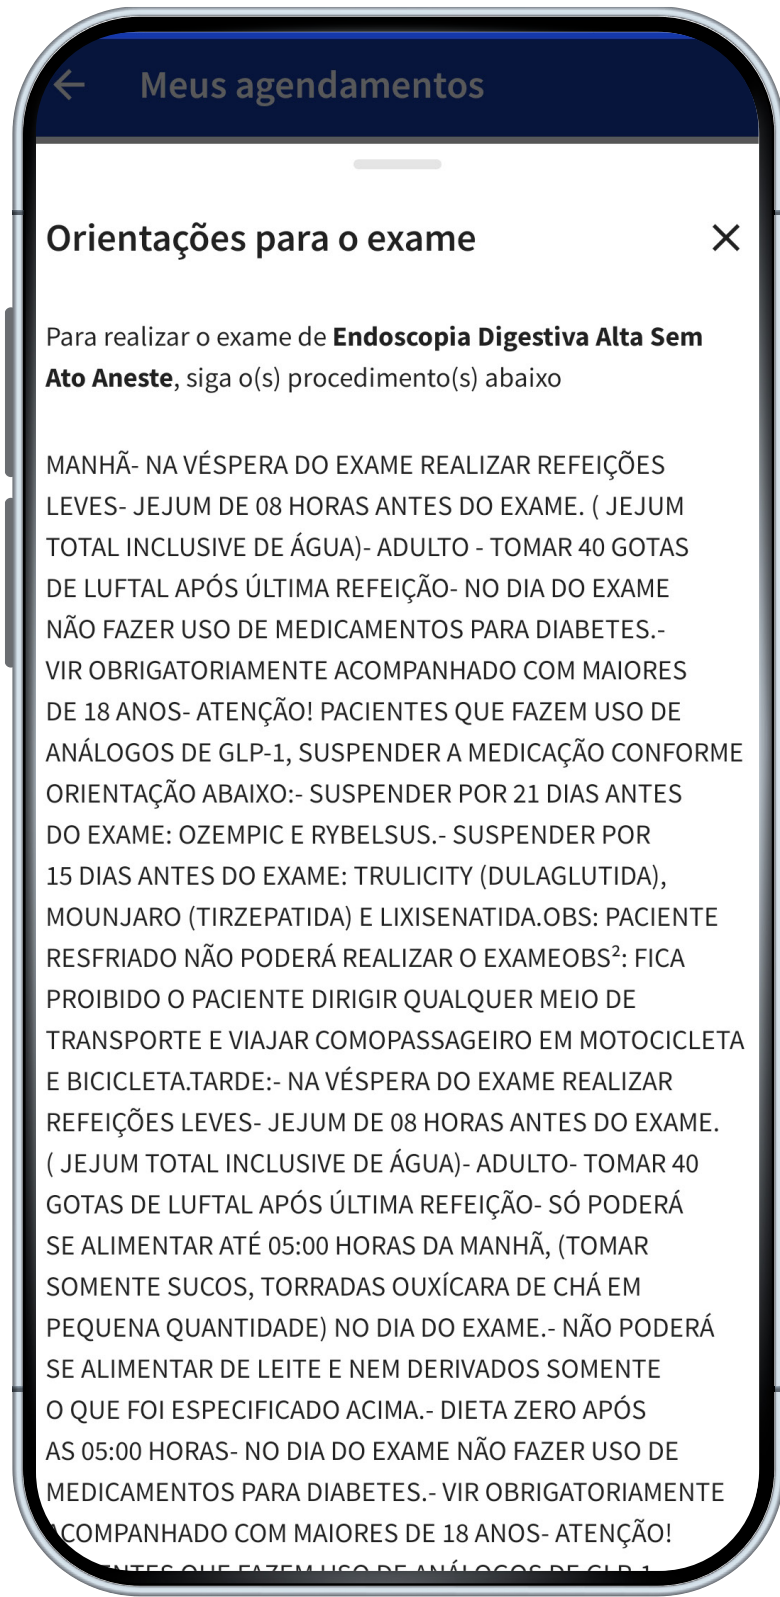 Meus agendamentos
Orientações para o exame
Para realizar o exame de Endoscopia Digestiva Alta Sem
Ato Aneste, siga o(s) procedimento(s) abaixo
MANHÃ- NA VÉSPERA DO EXAME REALIZAR REFEIÇÕES
LEVES- JEJUM DE 08 HORAS ANTES DO EXAME. ( JEJUM
TOTAL INCLUSIVE DE ÁGUA)- ADULTO - TOMAR 40 GOTAS
DE LUFTAL APÓS ÚLTIMA REFEIÇÃO- NO DIA DO EXAME
NÃO FAZER USO DE MEDICAMENTOS PARA DIABETES.-
VIR OBRIGATORIAMENTE ACOMPANHADO COM MAIORES
DE 18 ANOS- ATENÇÃO! PACIENTES QUE FAZEM USO DE
ANÁLOGOS DE GLP-1, SUSPENDER A MEDICAÇÃO CONFORME
ORIENTAÇÃO ABAIXO:- SUSPENDER POR 21 DIAS ANTES
DO EXAME: OZEMPIC E RYBELSUS.- SUSPENDER POR
15 DIAS ANTES DO EXAME: TRULICITY (DULAGLUTIDA),
MOUNJARO (TIRZEPATIDA) E LIXISENATIDA.OBS: PACIENTE
RESFRIADO NÃO PODERÁ REALIZAR O EXAMEOBS²: FICA
PROIBIDO O PACIENTE DIRIGIR QUALQUER MEIO DE
TRANSPORTE E VIAJAR COMOPASSAGEIRO EM MOTOCICLETA
E BICICLETA.TARDE:- NA VÉSPERA DO EXAME REALIZAR
REFEIÇÕES LEVES- JEJUM DE 08 HORAS ANTES DO EXAME.
( JEJUM TOTAL INCLUSIVE DE ÁGUA)- ADULTO- TOMAR 40
GOTAS DE LUFTAL APÓS ÚLTIMA REFEIÇÃO- SÓ PODERÁ
SE ALIMENTAR ATÉ 05:00 HORAS DA MANHÃ, (TOMAR
SOMENTE SUCOS, TORRADAS OUXÍCARA DE CHÁ EM
PEQUENA QUANTIDADE) NO DIA DO EXAME.- NÃO PODERÁ
SE ALIMENTAR DE LEITE E NEM DERIVADOS SOMENTE
O QUE FOI ESPECIFICADO ACIMA.- DIETA ZERO APÓS
AS 05:00 HORAS- NO DIA DO EXAME NÃO FAZER USO DE
MEDICAMENTOS PARA DIABETES.- VIR OBRIGATORIAMENTE
ACOMPANHADO COM MAIORES DE 18 ANOS- ATENÇÃO!
QUE FAZEM USO DE ANÁLOGOS DE GLP-1